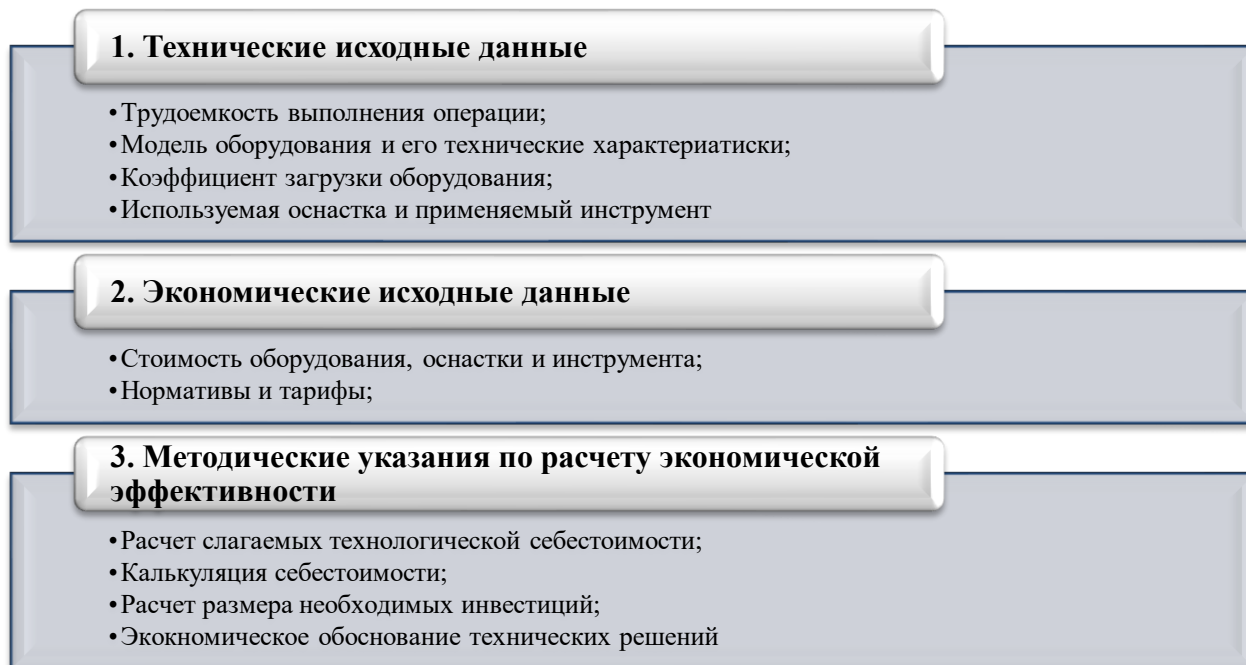 1. Технические исходные данные
•Трудоемкость выполнения операции;
•Модель оборудования и его технические характериатиски;
•Коэффициент загрузки оборудования;
•Используемая оснастка и применяемый инструмент
2. Экономические исходные данные
•Стоимость оборудования, оснастки и инструмента;
•Нормативы и тарифы;
3. Методические указания по расчету экономической
эффективности
•Расчет слагаемых технологической себестоимости;
•Калькуляция себестоимости;
•Расчет размера необходимых инвестиций;
•Экокномическое обоснование технических решений